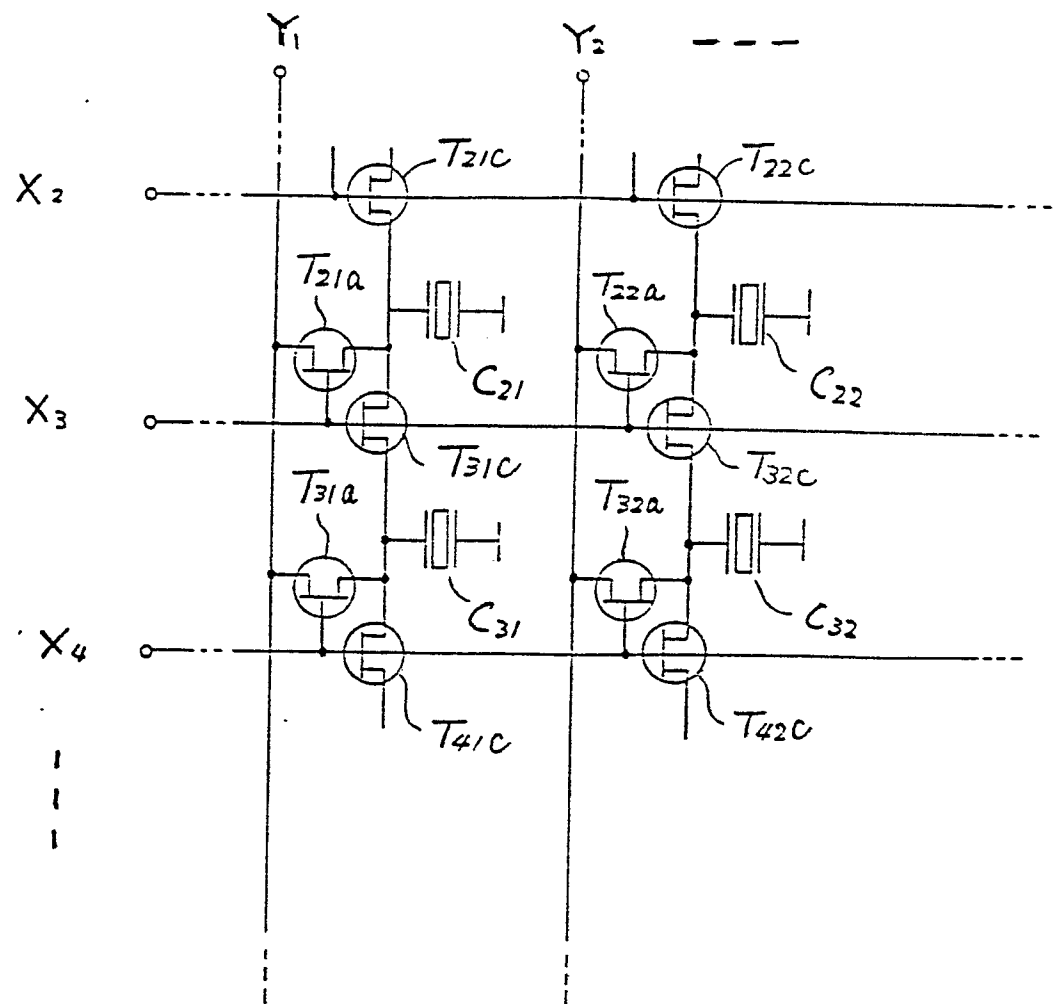 Y1 Y2
T21C T22C
X2
T21a T22a
C21 C22
X3
T31C T32C
T31a T32a
C31 C32
X4
T41C T42C